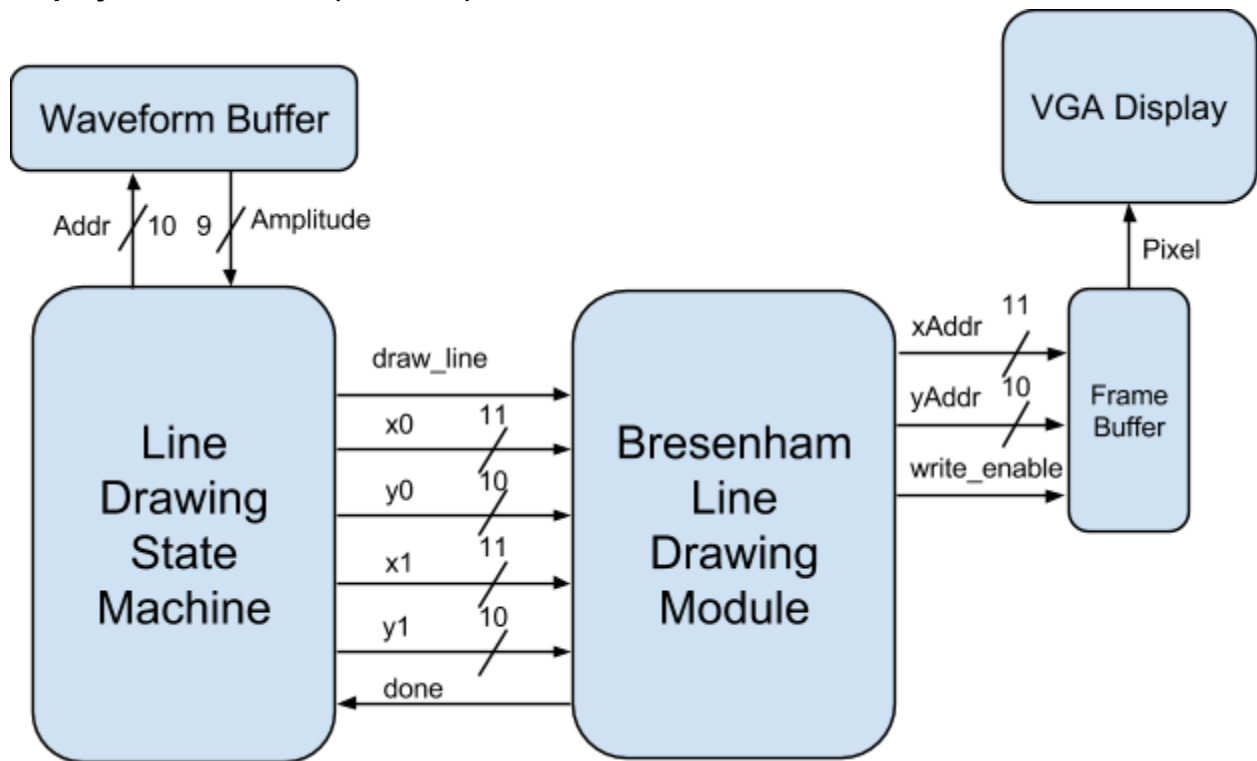 Waveform Buffer
VGA Display
Addr
10
9
Amplitude
Pixel
Line
Drawing
State
Machine
draw_line
x0
11
y0
10
x1
11
y1
10
done
Bresenham
Line
Drawing
Module
xAddr
11
yAddr
10
write_enable
Frame
Buffer